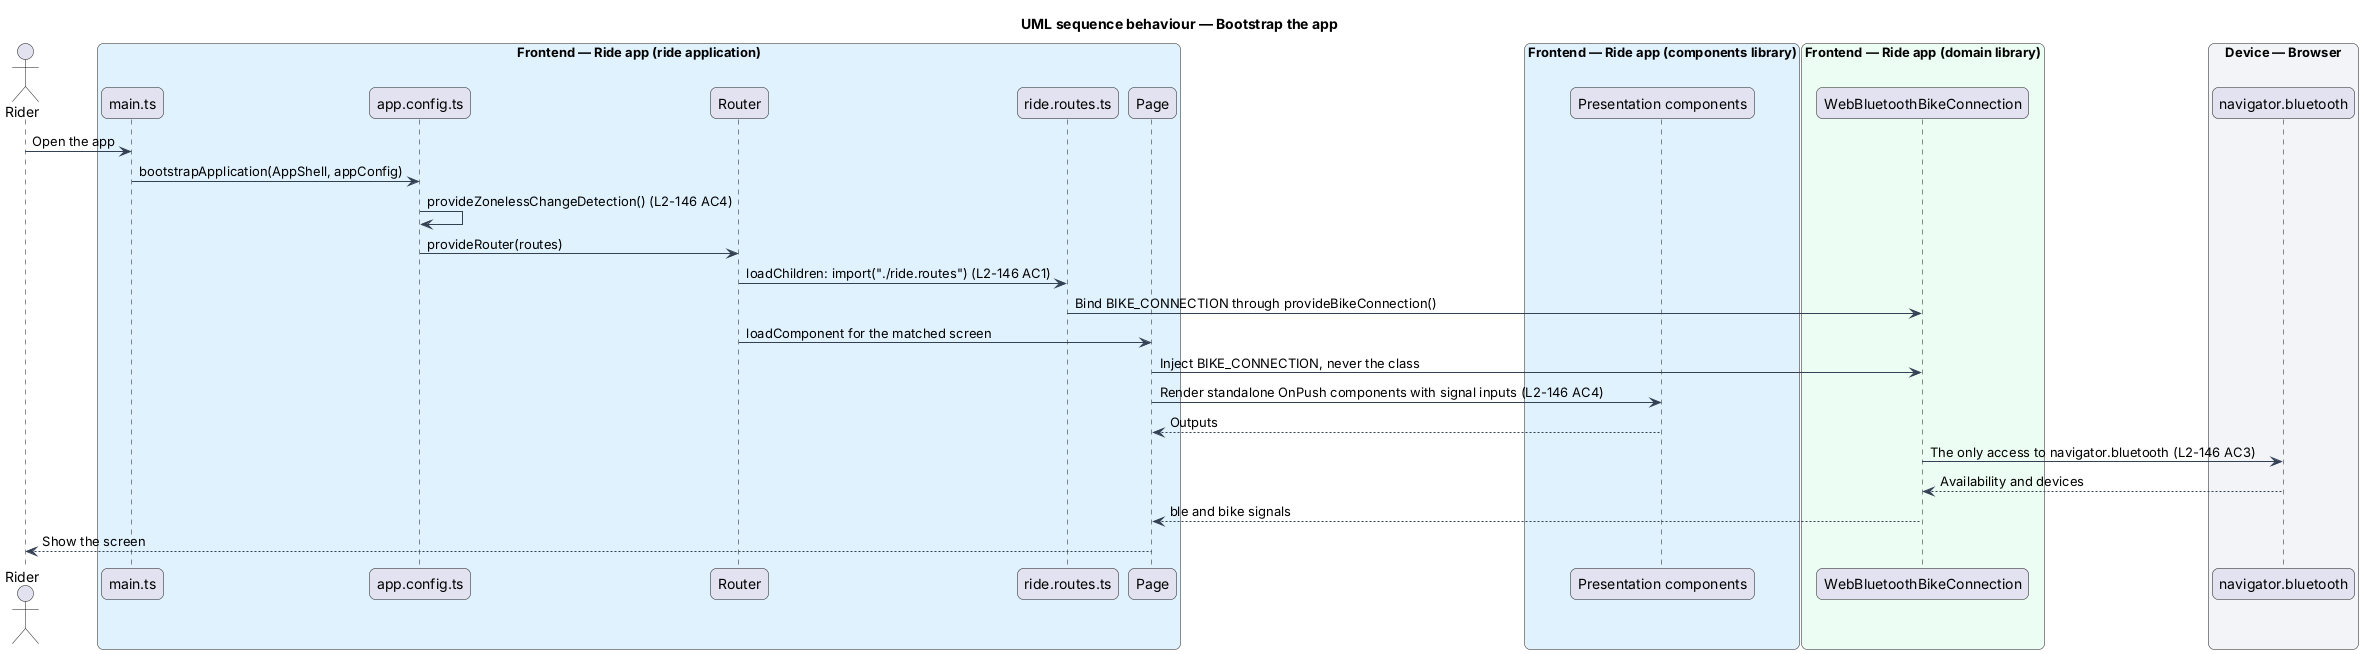 UML sequence behaviour — Bootstrap the app
Frontend — Ride app (ride application)
Frontend — Ride app (components library)
Frontend — Ride app (domain library)
Device — Browser
Rider
main.ts
app.config.ts
Router
ride.routes.ts
Page
Presentation components
WebBluetoothBikeConnection
navigator.bluetooth
Open the app
bootstrapApplication(AppShell, appConfig)
provideZonelessChangeDetection() (L2-146 AC4)
provideRouter(routes)
loadChildren: import("./ride.routes") (L2-146 AC1)
Bind BIKE_CONNECTION through provideBikeConnection()
loadComponent for the matched screen
Inject BIKE_CONNECTION, never the class
Render standalone OnPush components with signal inputs (L2-146 AC4)
Outputs
The only access to navigator.bluetooth (L2-146 AC3)
Availability and devices
ble and bike signals
Show the screen
Rider
main.ts
app.config.ts
Router
ride.routes.ts
Page
Presentation components
WebBluetoothBikeConnection
navigator.bluetooth